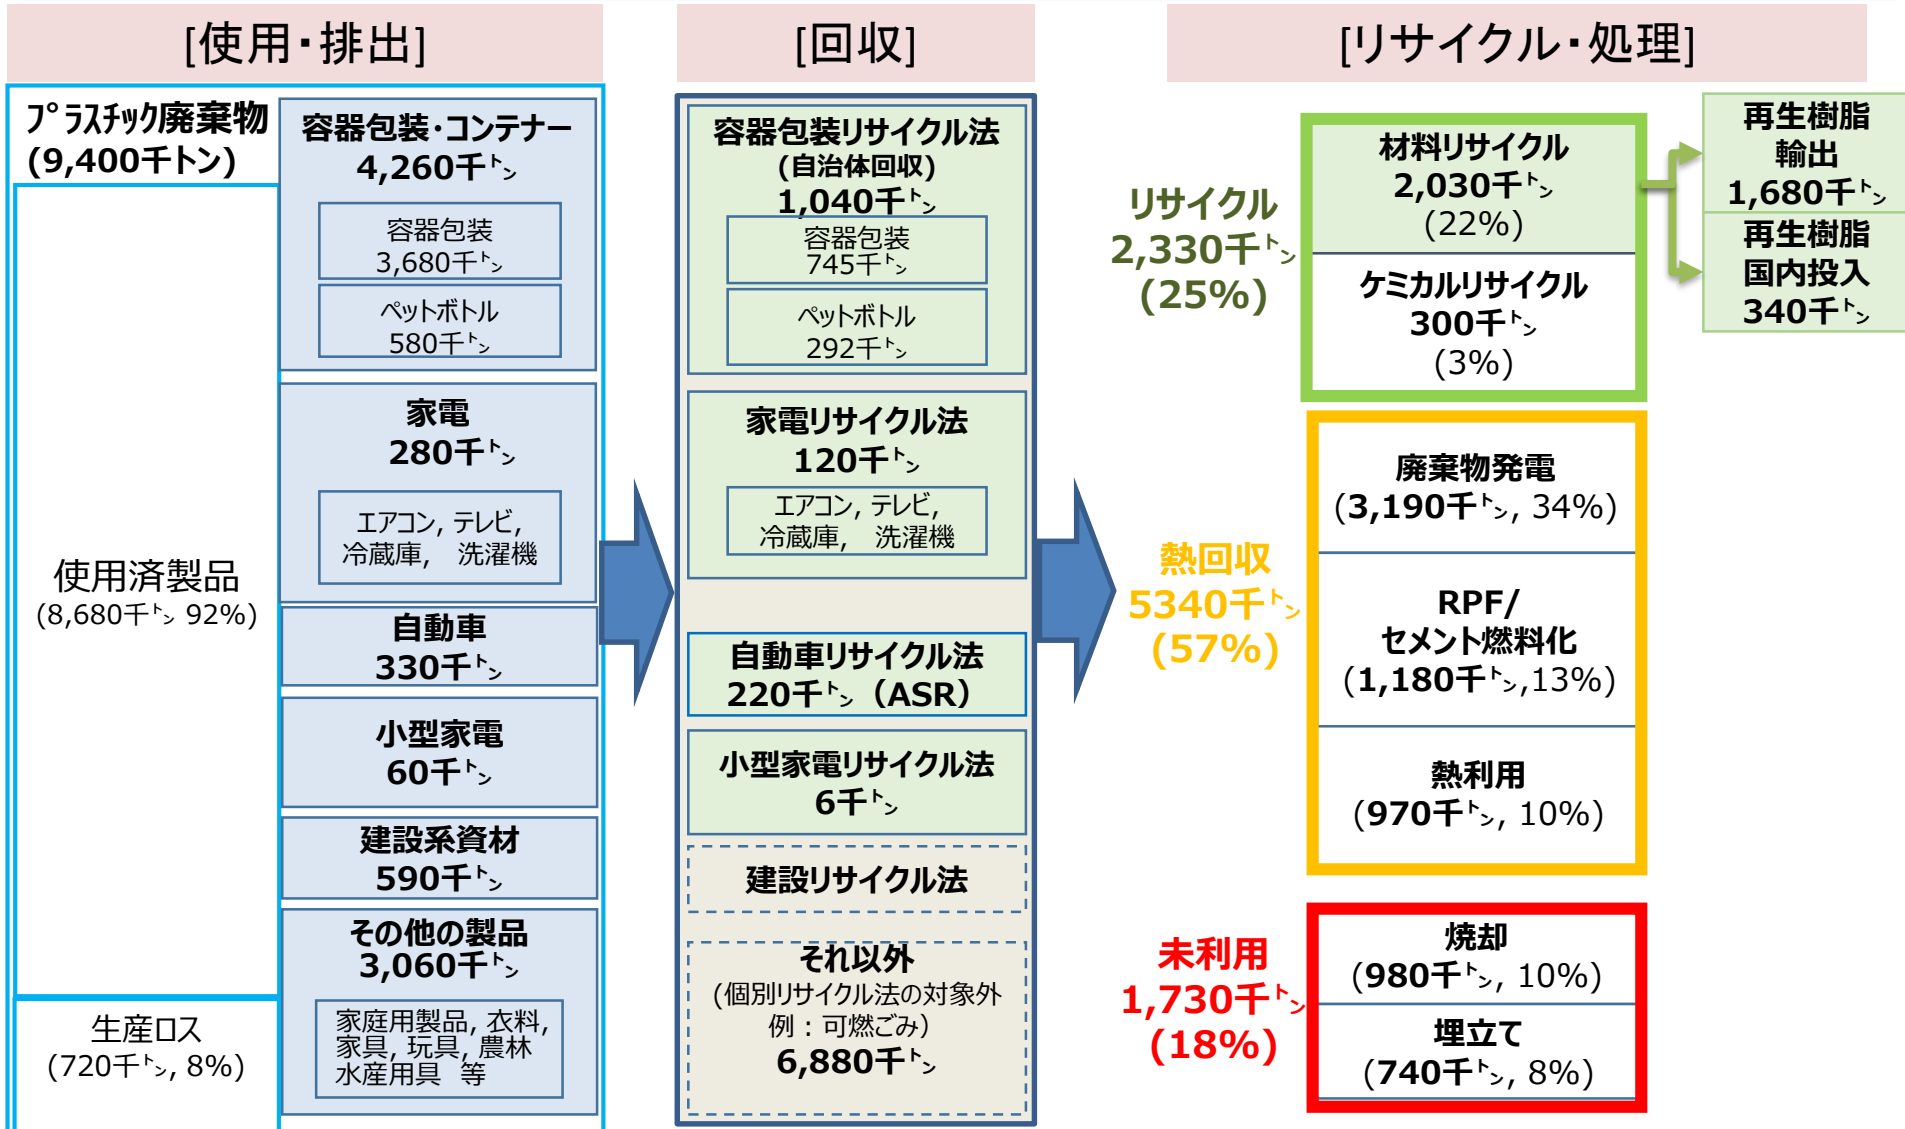 [使用・排出]
[回収]
[リサイクル・処理]
プラスチック廃棄物
(9,400千トン)
使用済製品
(8,680千トン 92%)
生産ロス
(720千トン, 8%)
容器包装・コンテナー
4,260千トン
容器包装
3,680千トン
ペットボトル
580千トン
家電
280千トン
エアコン, テレビ,
冷蔵庫, 洗濯機
自動車
330千トン
小型家電
60千トン
建設系資材
590千トン
その他の製品
3,060千トン
家庭用製品, 衣料,
家具, 玩具, 農林
水産用具 等
容器包装リサイクル法
(自治体回収)
1,040千トン
容器包装
745千トン
ペットボトル
292千トン
家電リサイクル法
120千トン
エアコン, テレビ,
冷蔵庫, 洗濯機
自動車リサイクル法
220千トン（ASR）
小型家電リサイクル法
6千トン
建設リサイクル法
それ以外
(個別リサイクル法の対象外
例：可燃ごみ)
6,880千トン
リサイクル
2,330千トン
(25%)
材料リサイクル
2,030千トン
(22%)
ケミカルリサイクル
300千トン
(3%)
再生樹脂
輸出
1,680千トン
再生樹脂
国内投入
340千トン
熱回収
5340千トン
(57%)
廃棄物発電
(3,190千トン, 34%)
RPF/
セメント燃料化
(1,180千トン,13%)
熱利用
(970千トン, 10%)
未利用
1,730千トン
(18%)
焼却
(980千トン, 10%)
埋立て
(740千トン, 8%)